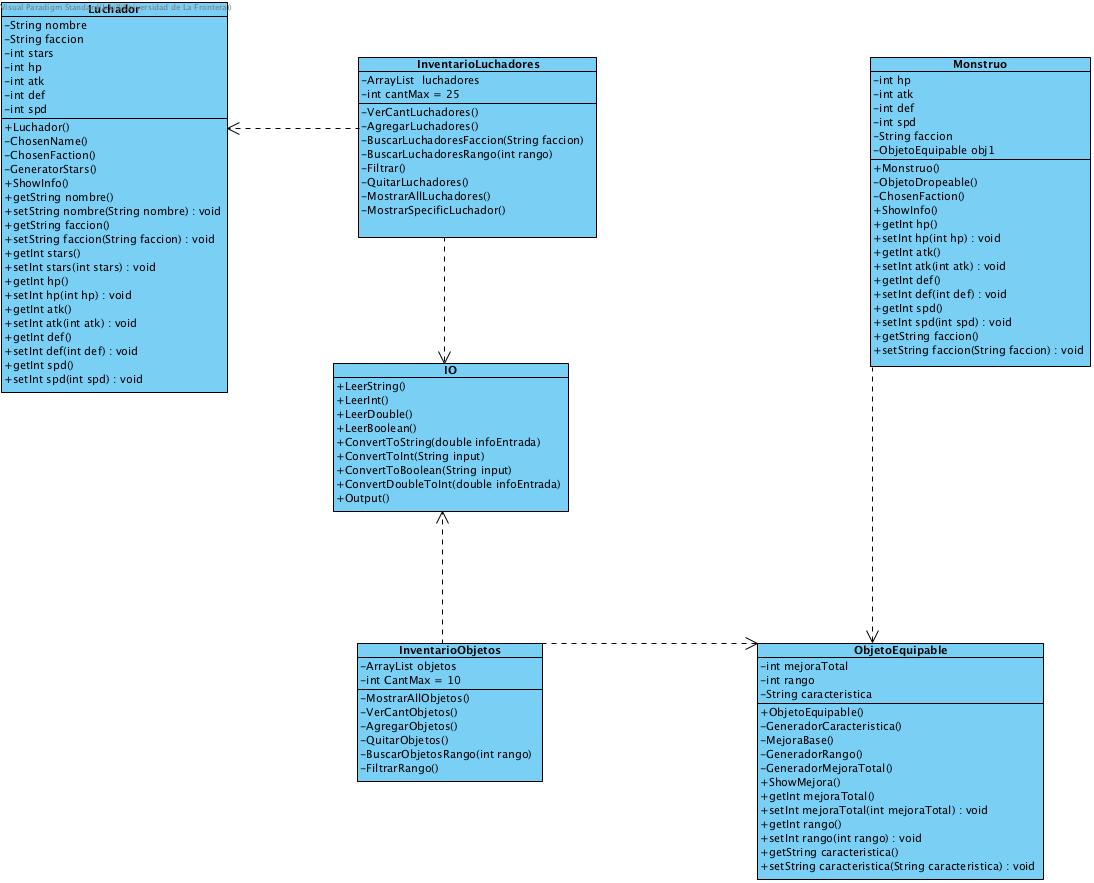 Visual Paradigm Standard
Universidad de La Frontera)
Luchador
-String nombre
-String faccion
-int stars
-int hp
-int atk
-int def
-int spd
+Luchador()
-ChosenName()
-ChosenFaction()
-GeneratorStars()
+ShowInfo()
+getString nombre()
+setString nombre(String nombre) : void
+getString faccion()
+setString faccion(String faccion) : void
+getInt stars()
+setInt stars(int stars) : void
+getInt hp()
+setInt hp(int hp) : void
+getInt atk()
+setInt atk(int atk) : void
+getInt def()
+setInt def(int def) : void
+getInt spd()
+setInt spd(int spd) : void
InventarioLuchadores
-ArrayList luchadores
-int cantMax = 25
-VerCantLuchadores()
-AgregarLuchadores()
-BuscarLuchadoresFaccion(String faccion)
-BuscarLuchadoresRango(int rango)
-Filtrar()
-QuitarLuchadores()
-MostrarAllLuchadores()
-MostrarSpecificLuchador()
Monstruo
-int hp
-int atk
-int def
-int spd
-String faccion
-ObjetoEquipable obj1
+Monstruo()
-ObjetoDropeable()
-ChosenFaction()
+ShowInfo()
+getInt hp()
+setInt hp(int hp) : void
+getInt atk()
+setInt atk(int atk) : void
+getInt def()
+setInt def(int def) : void
+getInt spd()
+setInt spd(int spd) : void
+getString faccion()
+setString faccion(String faccion) : void
IO
+LeerString()
+LeerInt()
+LeerDouble()
+LeerBoolean()
+ConvertToString(double infoEntrada)
+ConvertToInt(String input)
+ConvertToBoolean(String input)
+ConvertDoubleToInt(double infoEntrada)
+Output()
InventarioObjetos
-ArrayList objetos
-int CantMax = 10
-MostrarAllObjetos()
-VerCantObjetos()
-AgregarObjetos()
-QuitarObjetos()
-BuscarObjetosRango(int rango)
-FiltrarRango()
ObjetoEquipable
-int mejoraTotal
-int rango
-String caracteristica
+ObjetoEquipable()
-GeneradorCaracteristica()
-MejoraBase()
-GeneradorRango()
-GeneradorMejoraTotal()
+ShowMejora()
+getInt mejoraTotal()
+setInt mejoraTotal(int mejoraTotal) : void
+getInt rango()
+setInt rango(int rango) : void
+getString caracteristica()
+setString caracteristica(String caracteristica) : void